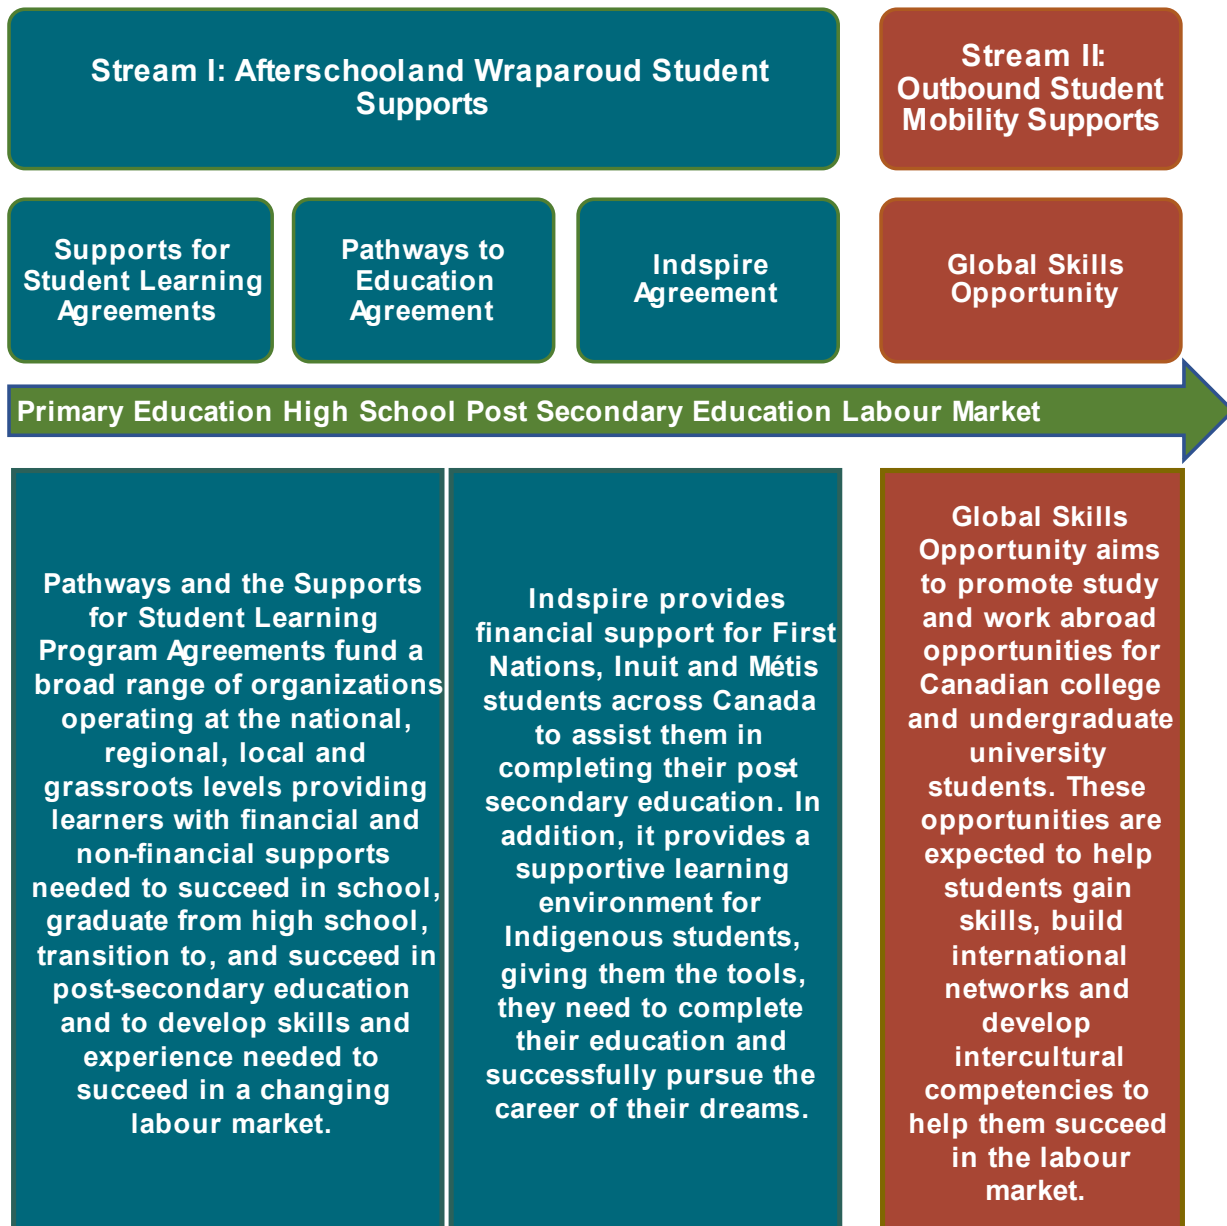 Stream I: Afterschooland Wraparoud Student
Supports
Stream II:
Outbound Student
Mobility Supports
Supports for
Student Learning
Agreements
Pathways to
Education
Agreement
Indspire
Agreement
Global Skills
Opportunity
Primary Education High School Post Secondary Education Labour Market
Pathways and the Supports
for Student Learning
Program Agreements fund a
broad range of organizations
operating at the national,
regional, local and
grassroots levels providing
learners with financial and
non-financial supports
needed to succeed in school,
graduate from high school,
transition to, and succeed in
post-secondary education
and to develop skills and
experience needed to
succeed in a changing
labour market.
Indspire provides
financial support for First
Nations, Inuit and Métis
students across Canada
to assist them in
completing their post-
secondary education. In
addition, it provides a
supportive learning
environment for
Indigenous students,
giving them the tools,
they need to complete
their education and
successfully pursue the
career of their dreams.
Global Skills
Opportunity aims
to promote study
and work abroad
opportunities for
Canadian college
and undergraduate
university
students. These
opportunities are
expected to help
students gain
skills, build
international
networks and
develop
intercultural
competencies to
help them succeed
in the labour
market.